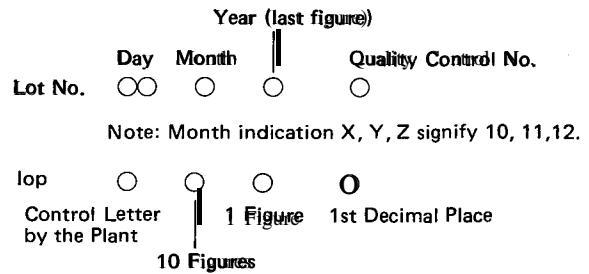 Year (last figure)
Day Month Quality Control No.
Lot No. ○○ ○ ○ ○
Note: Month indication X, Y, Z signify 10, 11,12.
Iop ○ ○ ○ O
Control Letter 1 Figure 1st Decimal Place
by the Plant
10 Figures